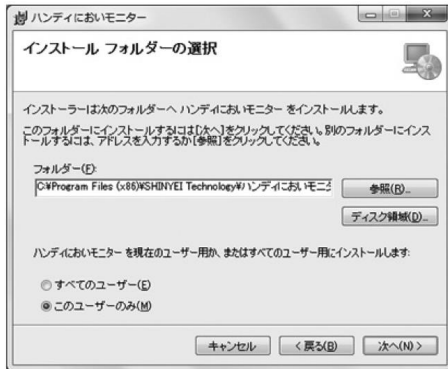 ハンディにおいモニター
インストール フォルダーの選択
インストーラーは次のフォルダーへ ハンディにおいモニター をインストールします。
このフォルダーにインストールするには[次へ]をクリックしてください。別のフォルダーにインス
トールするには、アドレスを入力するか[参照]をクリックしてください。
フォルダー(F):
C:¥Program Files (x86)¥SHINYEI Technology¥ハンディにおいモニタ
参照(R)...
ディスク領域(D)...
ハンディにおいモニター を現在のユーザー用か、またはすべてのユーザー用にインストールします:
すべてのユーザー(E)
このユーザーのみ(M)
キャンセル
< 戻る(B)
次へ(N) >